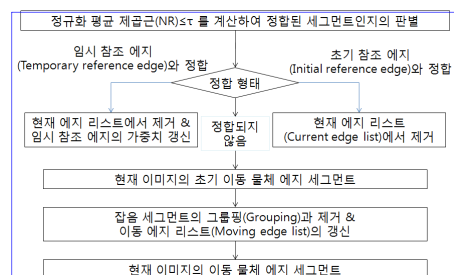 정규화 평균 제곱근(NR)≤τ 를 계산하여 정합된 세그먼트인지의 판별
임시 참조 에지
(Temporary reference edge)와 정합
초기 참조 에지
(Initial reference edge)와 정합
정합 형태
현재 에지 리스트에서 제거 &
임시 참조 에지의 가중치 갱신
정합되지
않음
현재 에지 리스트
(Current edge list)에서 제거
현재 이미지의 초기 이동 물체 에지 세그먼트
잡음 세그먼트의 그룹핑(Grouping)과 제거 &
이동 에지 리스트(Moving edge list)의 갱신
현재 이미지의 이동 물체 에지 세그먼트